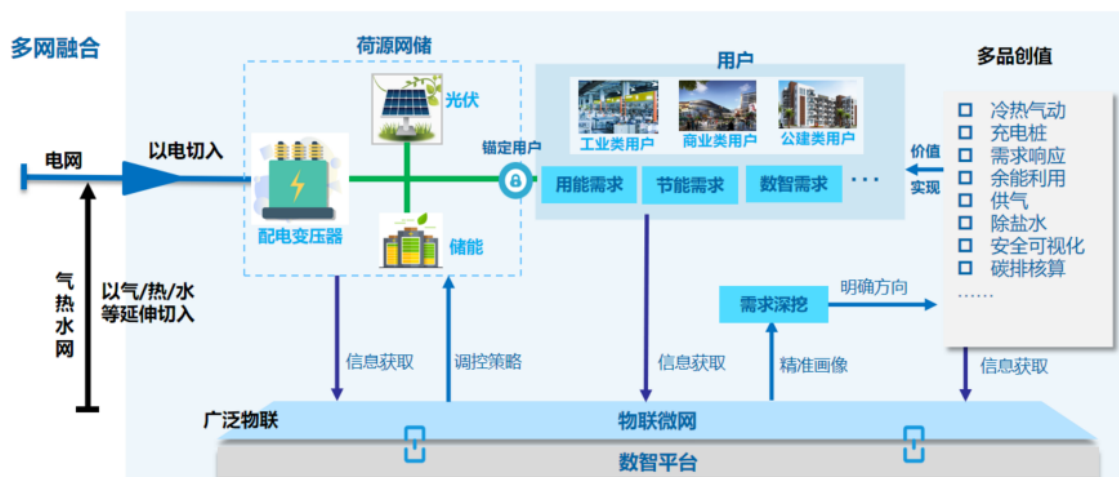 多网融合
荷源网储
用户
多品创值
光伏
工业类用户
商业类用户
公建类用户
电网
以电切入
锚定用户
配电变压器
储能
用能需求
节能需求
数智需求
...
价值
实现
冷热气动
充电桩
需求响应
余能利用
供气
除盐水
安全可视化
碳排核算
......
气热水网
以气/热/水
等延伸切入
需求深挖
明确方向
信息获取
调控策略
信息获取
精准画像
信息获取
广泛物联
物联微网
数智平台